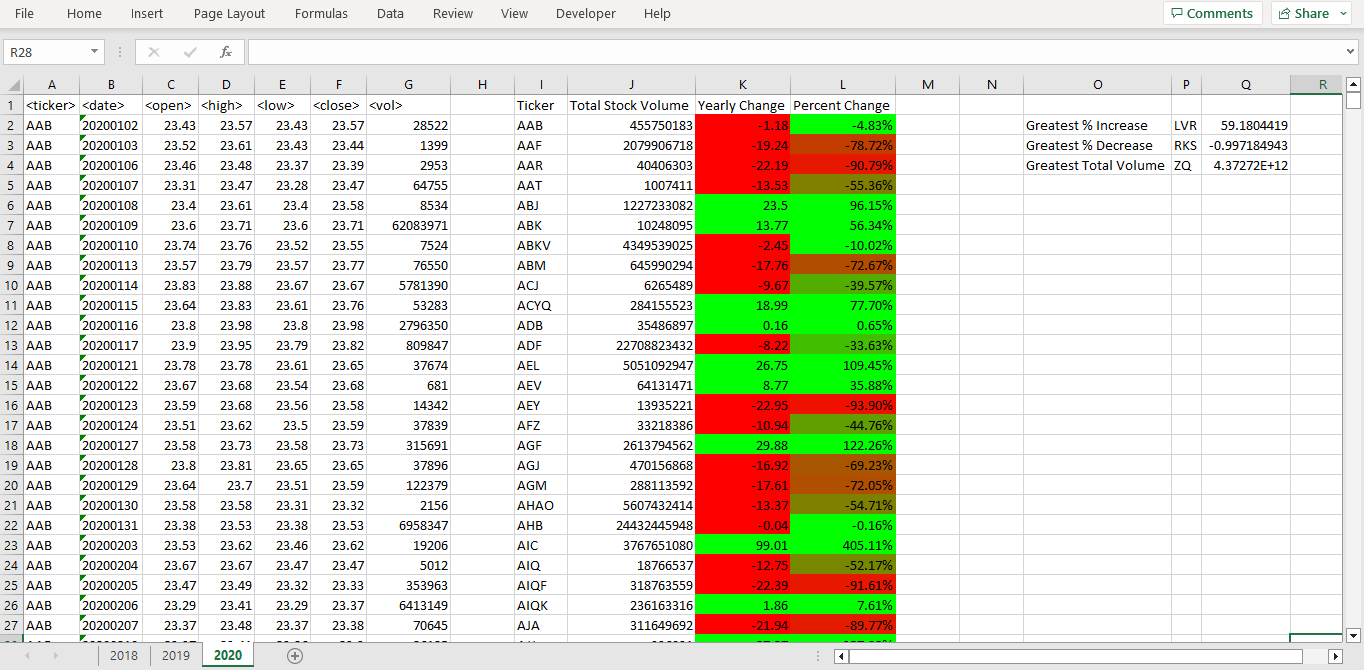 File Home Insert Page Layout Formulas Data Review View Developer Help Comments Share
R28 fx
A B C D E F G H I J K L M N O P Q R
1 <ticker> <date> <open> <high> <low> <close> <vol> Ticker Total Stock Volume Yearly Change Percent Change
2 AAB 20200102 23.43 23.57 23.43 23.57 28522 AAB 455750183 -1.18 -4.83% Greatest % Increase LVR 59.1804419
3 AAB 20200103 23.52 23.61 23.43 23.44 1399 AAF 2079906718 -19.24 -78.72% Greatest % Decrease RKS -0.997184943
4 AAB 20200106 23.46 23.48 23.37 23.39 2953 AAR 40406303 -22.19 -90.79% Greatest Total Volume ZQ 4.37272E+12
5 AAB 20200107 23.31 23.47 23.28 23.47 64755 AAT 1007411 -13.53 -55.36%
6 AAB 20200108 23.4 23.61 23.4 23.58 8534 ABJ 1227233082 23.5 96.15%
7 AAB 20200109 23.6 23.71 23.6 23.71 62083971 ABK 10248095 13.77 56.34%
8 AAB 20200110 23.74 23.76 23.52 23.55 7524 ABKV 4349539025 -2.45 -10.02%
9 AAB 20200113 23.57 23.79 23.57 23.77 76550 ABM 645990294 -17.76 -72.67%
10 AAB 20200114 23.83 23.88 23.67 23.67 5781390 ACJ 6265489 -9.67 -39.57%
11 AAB 20200115 23.64 23.83 23.61 23.76 53283 ACYQ 284155523 18.99 77.70%
12 AAB 20200116 23.8 23.98 23.8 23.98 2796350 ADB 35486897 0.16 0.65%
13 AAB 20200117 23.9 23.95 23.79 23.82 809847 ADF 22708823432 -8.22 -33.63%
14 AAB 20200121 23.78 23.78 23.61 23.65 37674 AEL 5051092947 26.75 109.45%
15 AAB 20200122 23.67 23.68 23.54 23.68 681 AEV 64131471 8.77 35.88%
16 AAB 20200123 23.59 23.68 23.56 23.58 14342 AEY 13935221 -22.95 -93.90%
17 AAB 20200124 23.51 23.62 23.5 23.59 37839 AFZ 33218386 -10.94 -44.76%
18 AAB 20200127 23.58 23.73 23.58 23.73 315691 AGF 2613794562 29.88 122.26%
19 AAB 20200128 23.8 23.81 23.65 23.65 37896 AGJ 470156868 -16.92 -69.23%
20 AAB 20200129 23.64 23.7 23.51 23.59 122379 AGM 288113592 -17.61 -72.05%
21 AAB 20200130 23.58 23.58 23.31 23.32 2156 AHAO 5607432414 -13.37 -54.71%
22 AAB 20200131 23.38 23.53 23.38 23.53 6958347 AHB 24432445948 -0.04 -0.16%
23 AAB 20200203 23.53 23.62 23.46 23.62 19206 AIC 3767651080 99.01 405.11%
24 AAB 20200204 23.67 23.67 23.47 23.47 5012 AIQ 18766537 -12.75 -52.17%
25 AAB 20200205 23.47 23.49 23.32 23.33 353963 AIQF 318763559 -22.39 -91.61%
26 AAB 20200206 23.29 23.41 23.29 23.37 6413149 AIQK 236163316 1.86 7.61%
27 AAB 20200207 23.37 23.48 23.37 23.38 70645 AJA 311649692 -21.94 -89.77%
2018 2019 2020